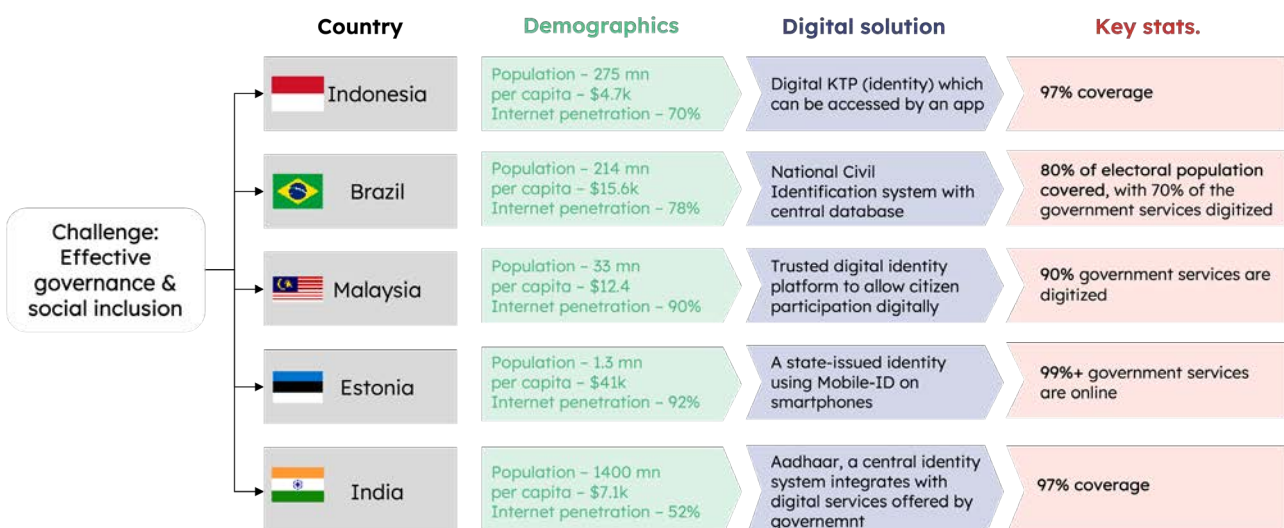 Country
Demographics
Digital solution
Key stats.
Challenge:
Effective
governance &
social inclusion
Indonesia
Population – 275 mn
per capita – $4.7k
Internet penetration – 70%
Digital KTP (identity) which
can be accessed by an app
97% coverage
Brazil
Population – 214 mn
per capita – $15.6k
Internet penetration – 78%
National Civil
Identification system with
central database
80% of electoral population
covered, with 70% of the
government services digitized
Malaysia
Population – 33 mn
per capita – $12.4
Internet penetration – 90%
Trusted digital identity
platform to allow citizen
participation digitally
90% government services are
digitized
Estonia
Population – 1.3 mn
per capita – $41k
Internet penetration – 92%
A state-issued identity
using Mobile-ID on
smartphones
99%+ government services
are online
India
Population – 1400 mn
per capita – $7.1k
Internet penetration – 52%
Aadhaar, a central identity
system integrates with
digital services offered by
governemnt
97% coverage